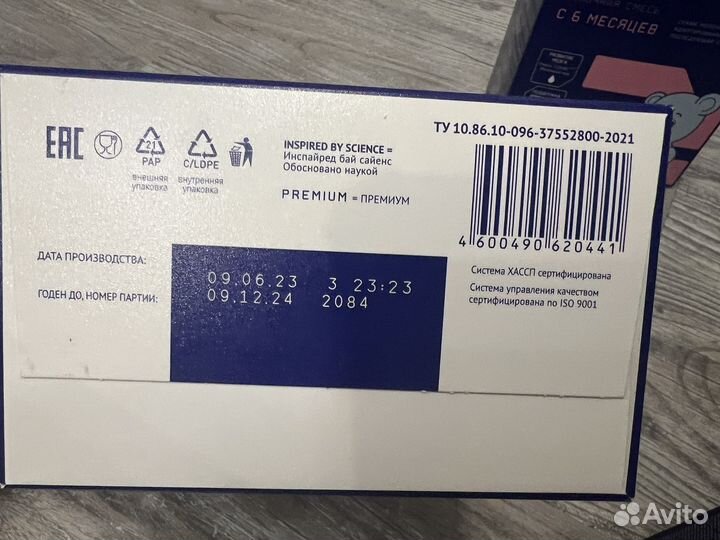 С 6 МЕСЯЦЕВ
ТУ 10.86.10-096-37552800-2021
EAC
21
PAP
C/LDPE
внешняя
упаковка
внутренняя
упаковка
INSPIRED BY SCIENCE =
Инспайред бай сайенс
Обосновано наукой
PREMIUM = ПРЕМИУМ
4 600490 620441
Система ХАССП сертифицирована
Система управления качеством
сертифицирована по ISO 9001
ДАТА ПРОИЗВОДСТВА:
09.06.23 3 23:23
ГОДЕН ДО, НОМЕР ПАРТИИ:
09.12.24 2084
Avito